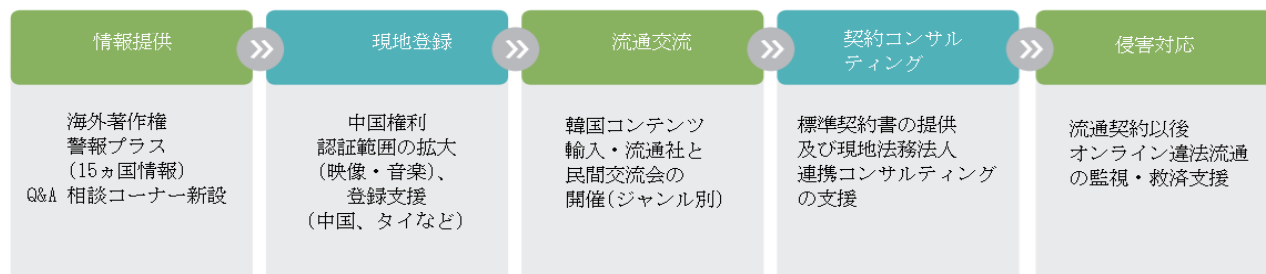 情報提供
海外著作権
警報プラス
(15ヵ国情報)
Q&A 相談コーナー新設
現地登録
中国権利
認証範囲の拡大
(映像・音楽)、
登録支援
(中国、タイなど)
流通交流
韓国コンテンツ
輸入・流通社と
民間交流会の
開催(ジャンル別)
契約コンサル
ティング
標準契約書の提供
及び現地法務法人
連携コンサルティング
の支援
侵害対応
流通契約以後
オンライン違法流通
の監視・救済支援